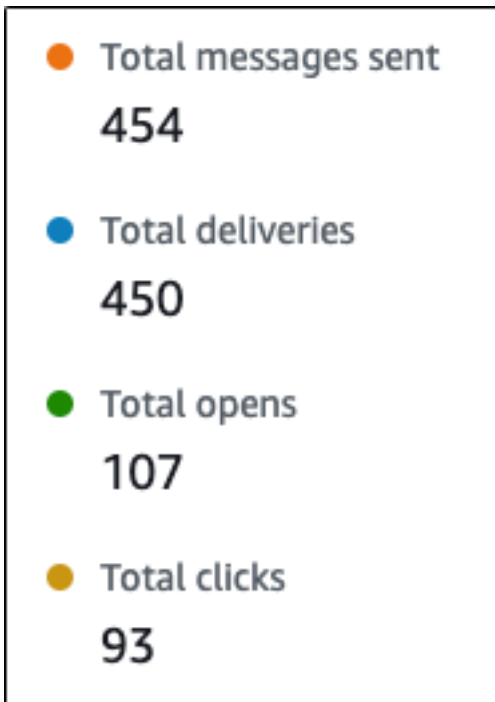 Total messages sent
454
Total deliveries
450
Total opens
107
Total clicks
93